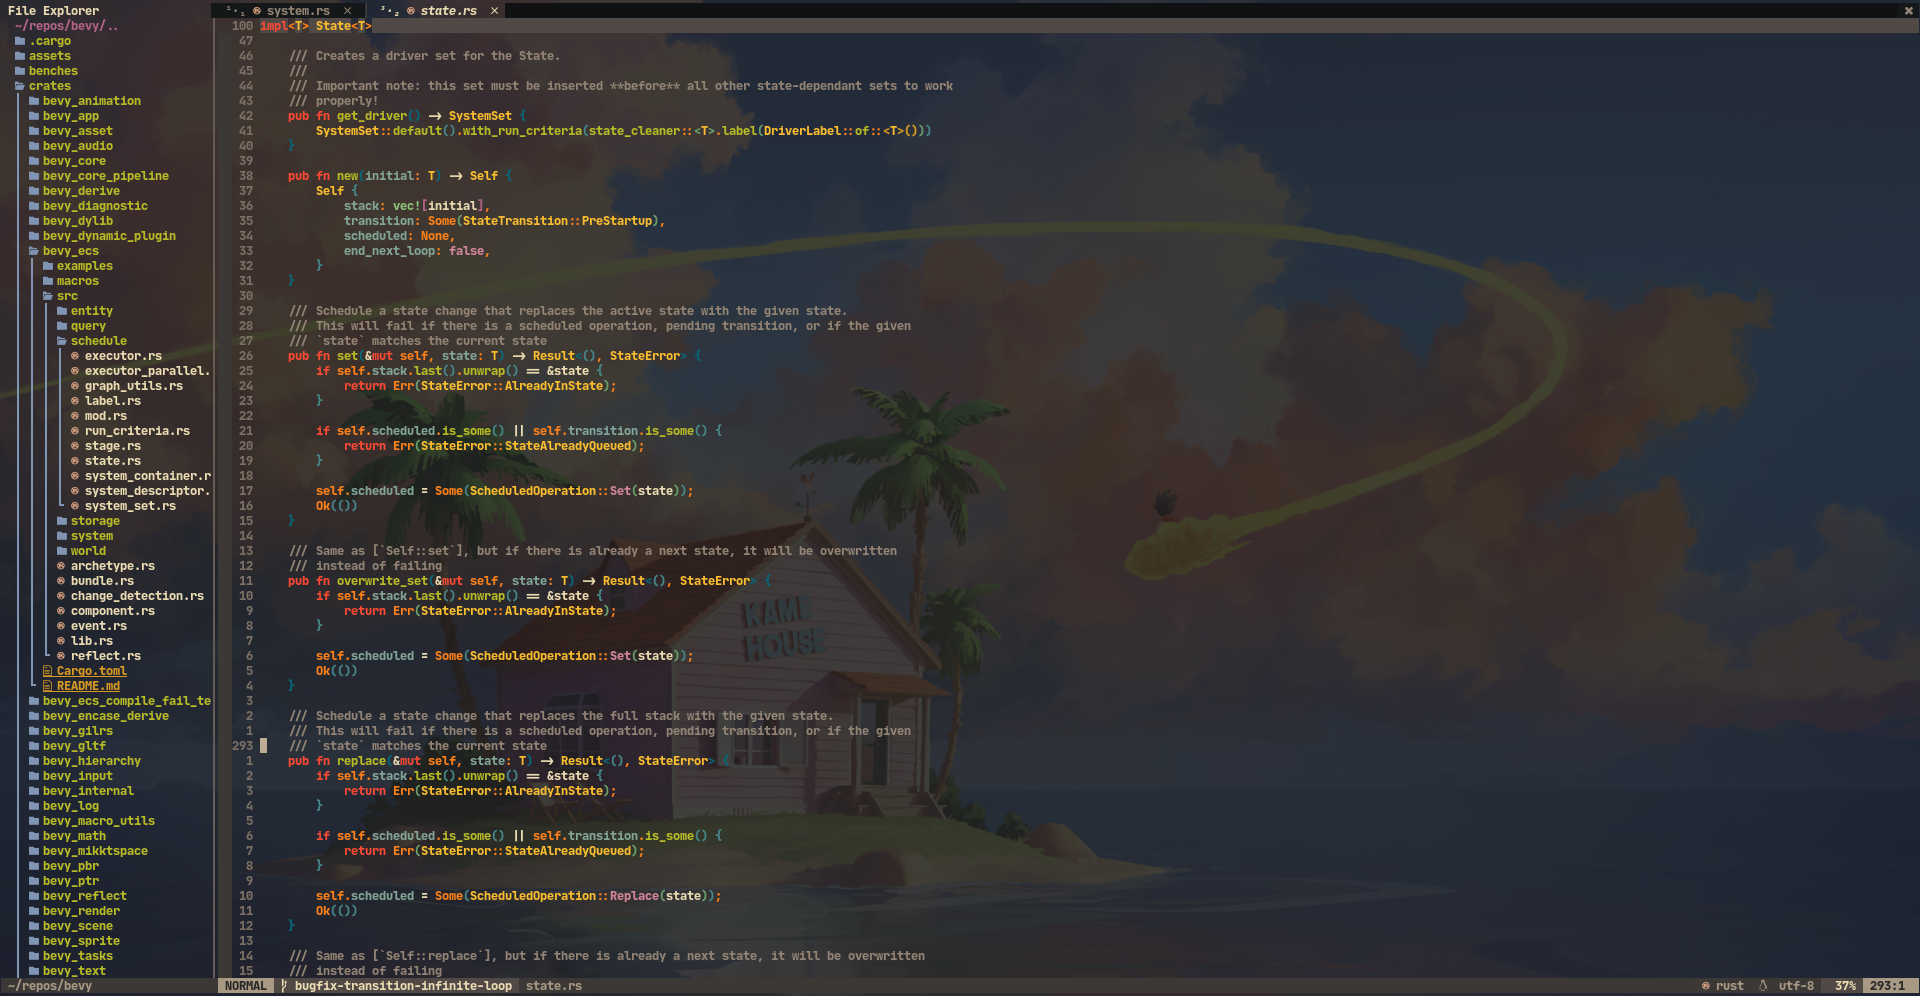 File Explorer
~/repos/bevy/..
.cargo
assets
benches
crates
bevy_animation
bevy_app
bevy_asset
bevy_audio
bevy_core
bevy_core_pipeline
bevy_derive
bevy_diagnostic
bevy_dylib
bevy_dynamic_plugin
bevy_ecs
examples
macros
src
entity
query
schedule
executor.rs
executor_parallel.
graph_utils.rs
label.rs
mod.rs
run_criteria.rs
stage.rs
state.rs
system_container.r
system_descriptor.
system_set.rs
storage
system
world
archetype.rs
bundle.rs
change_detection.rs
component.rs
event.rs
lib.rs
reflect.rs
Cargo.toml
README.md
bevy_ecs_compile_fail_te
bevy_encase_derive
bevy_gilrs
bevy_gltf
bevy_hierarchy
bevy_input
bevy_internal
bevy_log
bevy_macro_utils
bevy_math
bevy_mikktspace
bevy_pbr
bevy_ptr
bevy_reflect
bevy_render
bevy_scene
bevy_sprite
bevy_tasks
bevy_text
~/repos/bevy
system.rs ×
state.rs ×
100 impl<T> State<T>
47
46 /// Creates a driver set for the State.
45 ///
44 /// Important note: this set must be inserted **before** all other state-dependant sets to work
43 /// properly!
42 pub fn get_driver() -> SystemSet {
41 SystemSet::default().with_run_criteria(state_cleaner::<T>.label(DriverLabel::of::<T>()))
40 }
39
38 pub fn new(initial: T) -> Self {
37 Self {
36 stack: vec![initial],
35 transition: Some(StateTransition::PreStartup),
34 scheduled: None,
33 end_next_loop: false,
32 }
31 }
30
29 /// Schedule a state change that replaces the active state with the given state.
28 /// This will fail if there is a scheduled operation, pending transition, or if the given
27 /// `state` matches the current state
26 pub fn set(&mut self, state: T) -> Result<(), StateError> {
25 if self.stack.last().unwrap() == &state {
24 return Err(StateError::AlreadyInState);
23 }
22
21 if self.scheduled.is_some() || self.transition.is_some() {
20 return Err(StateError::StateAlreadyQueued);
19 }
18
17 self.scheduled = Some(ScheduledOperation::Set(state));
16 Ok(())
15 }
14
13 /// Same as [`Self::set`], but if there is already a next state, it will be overwritten
12 /// instead of failing
11 pub fn overwrite_set(&mut self, state: T) -> Result<(), StateError> {
10 if self.stack.last().unwrap() == &state {
9 return Err(StateError::AlreadyInState);
8 }
7
6 self.scheduled = Some(ScheduledOperation::Set(state));
5 Ok(())
4 }
3
2 /// Schedule a state change that replaces the full stack with the given state.
1 /// This will fail if there is a scheduled operation, pending transition, or if the given
293 /// `state` matches the current state
1 pub fn replace(&mut self, state: T) -> Result<(), StateError> {
2 if self.stack.last().unwrap() == &state {
3 return Err(StateError::AlreadyInState);
4 }
5
6 if self.scheduled.is_some() || self.transition.is_some() {
7 return Err(StateError::StateAlreadyQueued);
8 }
9
10 self.scheduled = Some(ScheduledOperation::Replace(state));
11 Ok(())
12 }
13
14 /// Same as [`Self::replace`], but if there is already a next state, it will be overwritten
15 /// instead of failing
KAME
HOUSE
NORMAL bugfix-transition-infinite-loop state.rs
rust utf-8 37% 293:1